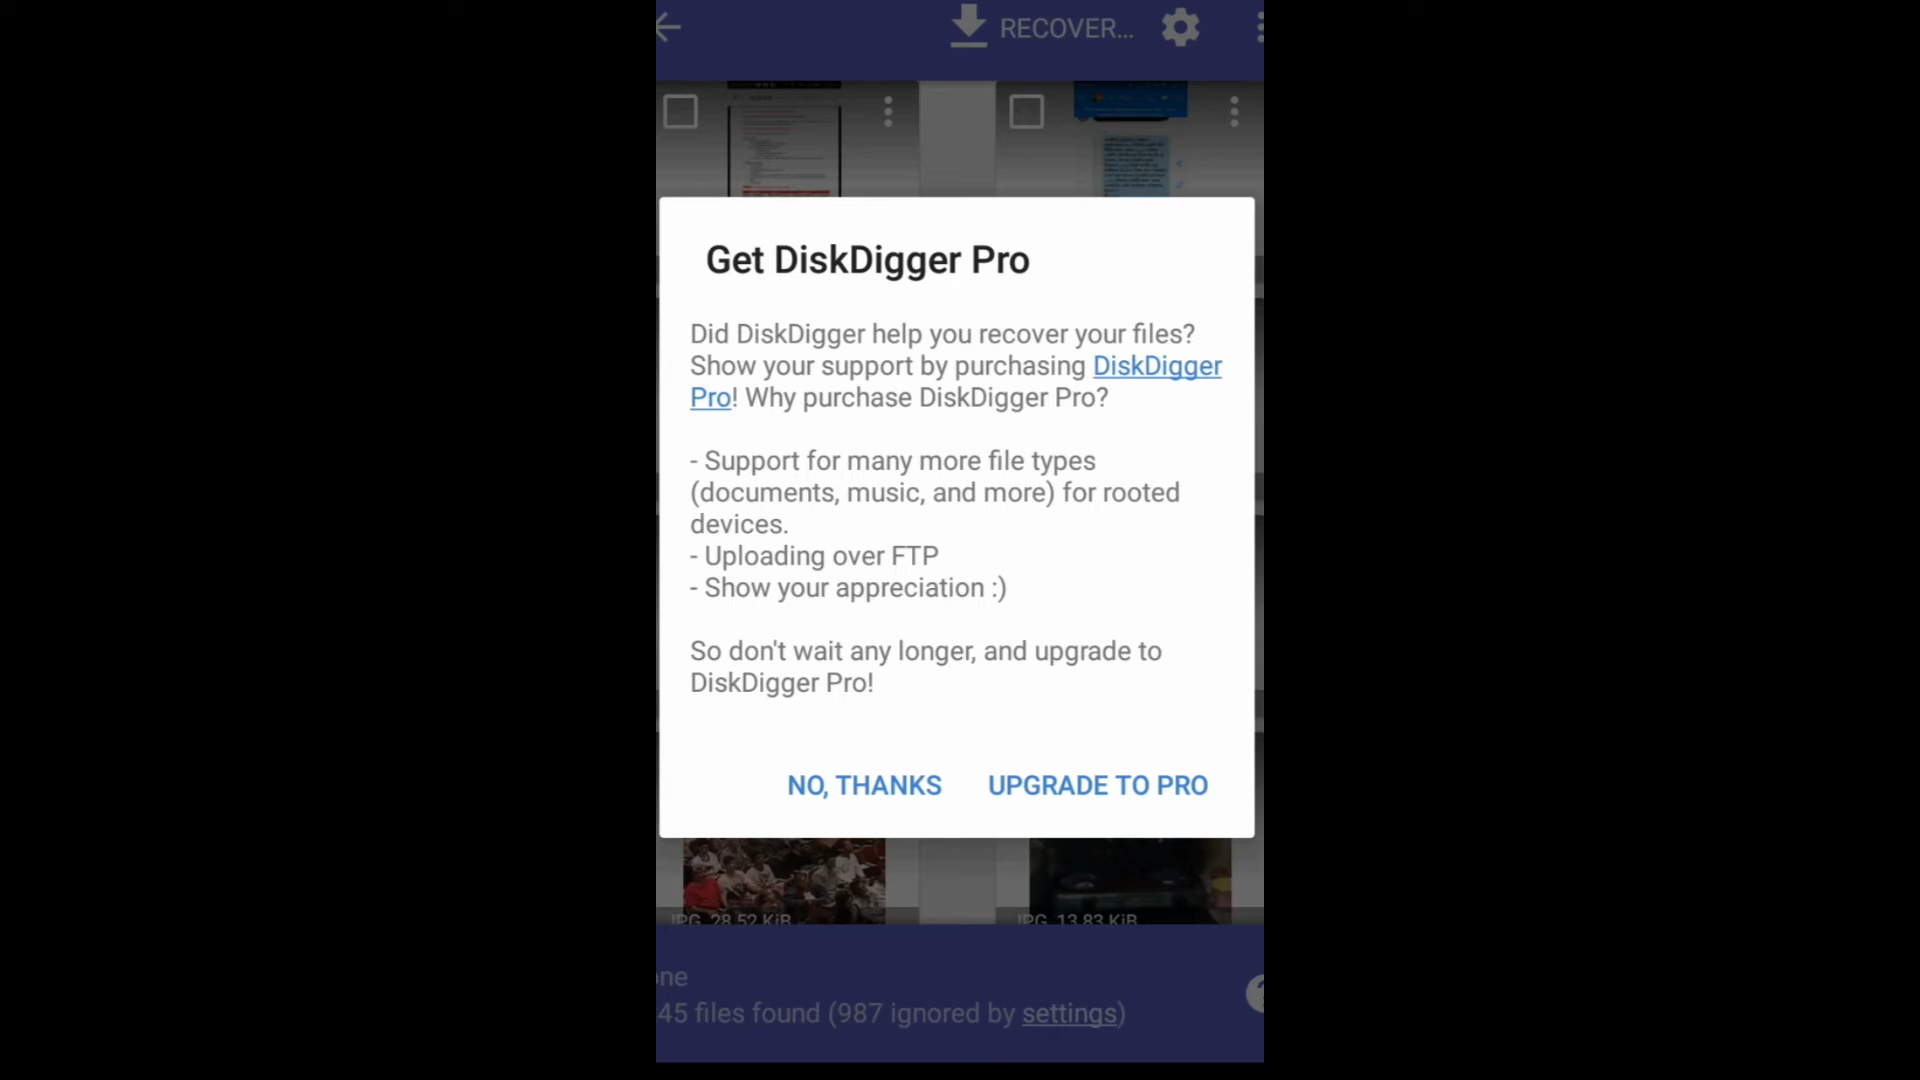 RECOVER...
Get DiskDigger Pro
Did DiskDigger help you recover your files?
Show your support by purchasing DiskDigger
Pro! Why purchase DiskDigger Pro?
- Support for many more file types
(documents, music, and more) for rooted
devices.
- Uploading over FTP
- Show your appreciation :)
So don't wait any longer, and upgrade to
DiskDigger Pro!
NO, THANKS UPGRADE TO PRO
JPG, 28.52 KiB JPG, 13.83 KiB
one
45 files found (987 ignored by settings)